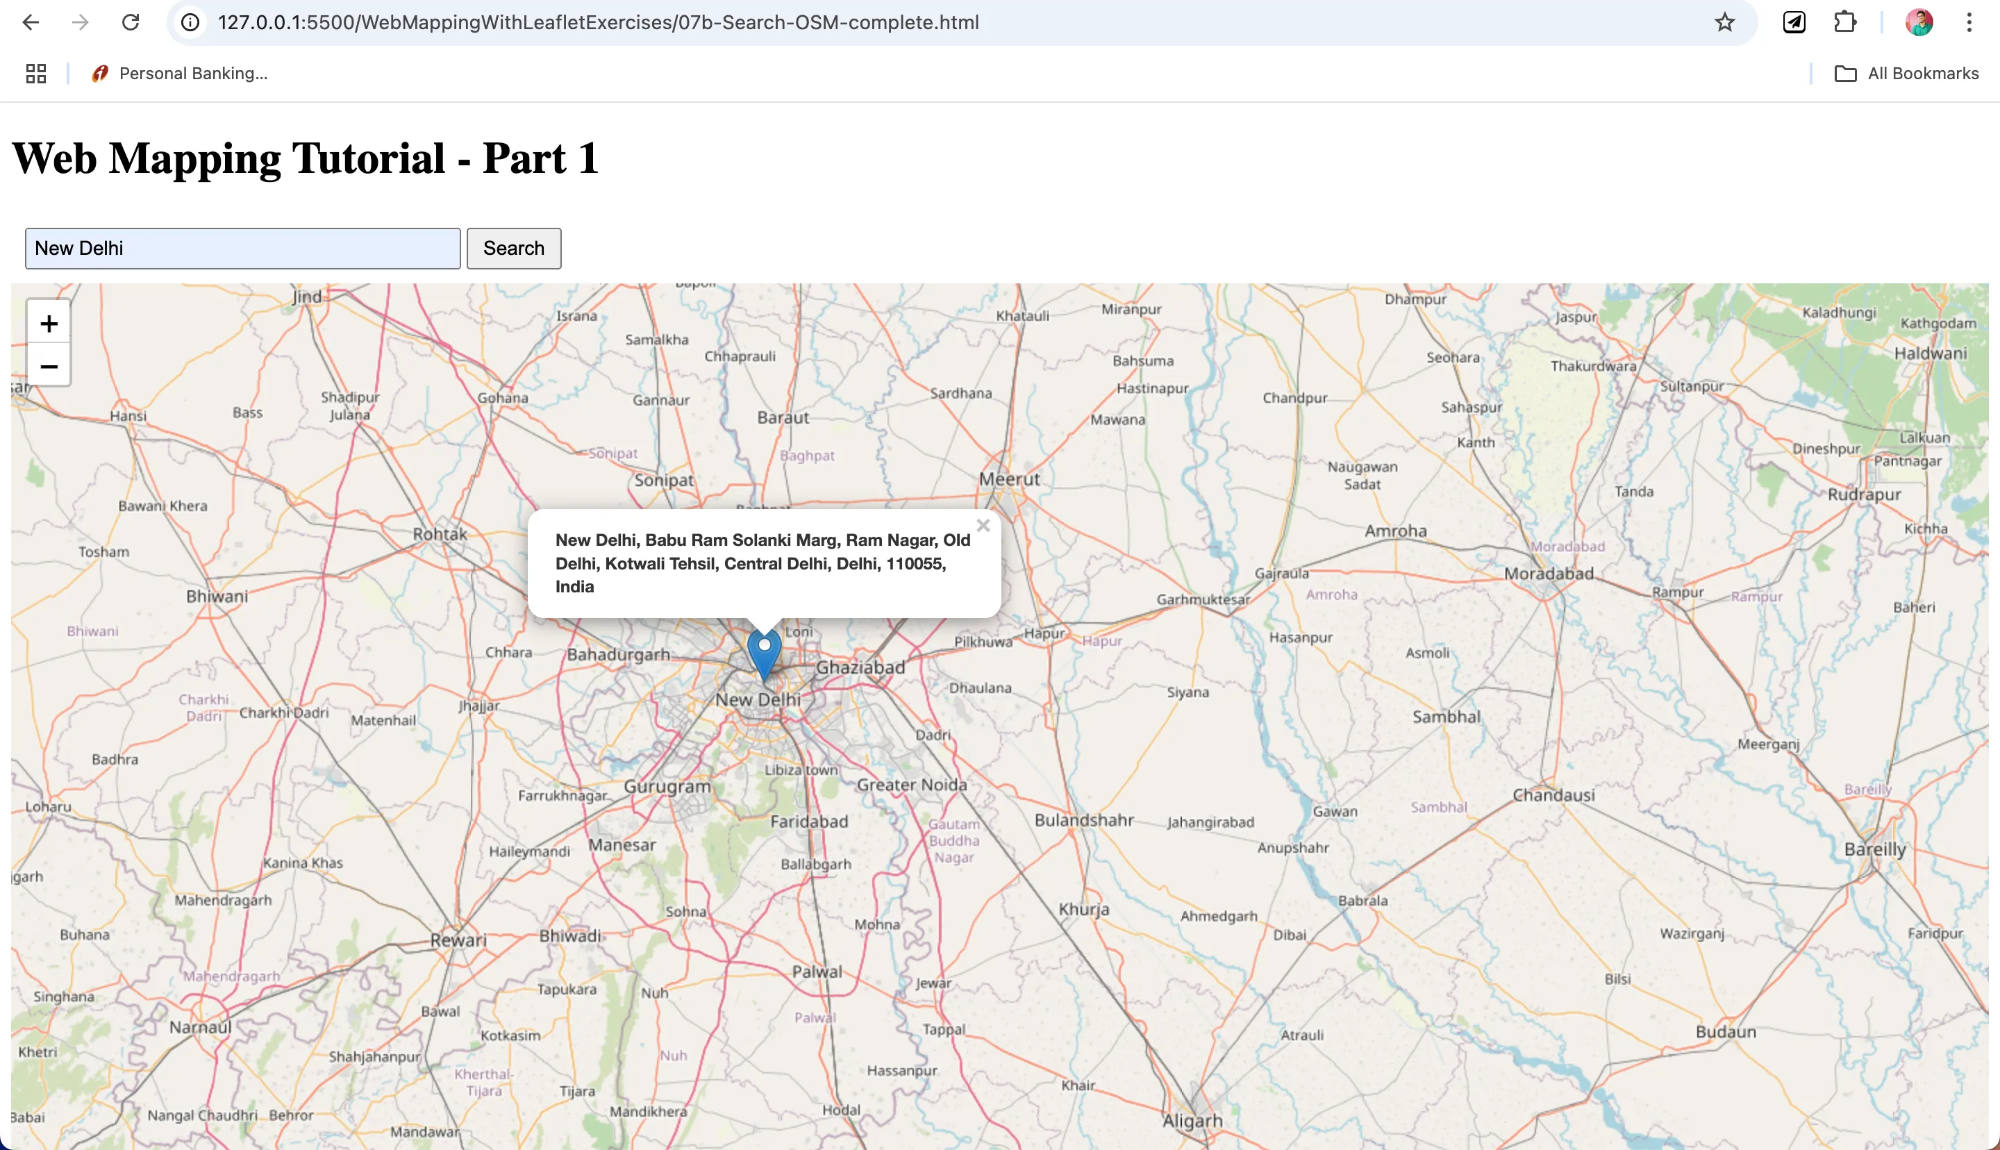 127.0.0.1:5500/WebMappingWithLeafletExercises/07b-Search-OSM-complete.html
Personal Banking...
All Bookmarks
Web Mapping Tutorial - Part 1
New Delhi
Search
+
−
Jind
Israna
Khatauli
Miranpur
Dhampur
Jaspur
Kaladhungi
Kathgodam
Samalkha
Chhaprauli
Bahsuma
Seohara
Thakurdwara
Haldwani
Shadipur
Julana
Gohana
Gannaur
Sardhana
Hastinapur
Chandpur
Sultanpur
Hansi
Bass
Baraut
Mawana
Sahaspur
Kanth
Lalkuan
Sonipat
Baghpat
Dineshpur
Pantnagar
Sonipat
Meerut
Naugawan
Sadat
Tanda
Rudrapur
Bawani Khera
Rohtak
Amroha
Kichha
Tosham
New Delhi, Babu Ram Solanki Marg, Ram Nagar, Old
Delhi, Kotwali Tehsil, Central Delhi, Delhi, 110055,
India
×
Moradabad
Gajraula
Moradabad
Bhiwani
Garhmuktesar
Amroha
Rampur
Rampur
Baheri
Bhiwani
Loni
Pilkhuwa
Hapur
Hapur
Hasanpur
Chhara
Bahadurgarh
Ghaziabad
Asmoli
Charkhi
Dadri
Charkhi Dadri
Matenhail
Jhajjar
New Delhi
Dhaulana
Siyana
Sambhal
Badhra
Dadri
Meerganj
Libiza town
Loharu
Farrukhnagar
Gurugram
Greater Noida
Chandausi
Bareilly
Faridabad
Gautam
Buddha
Nagar
Bulandshahr
Jahangirabad
Gawan
Sambhal
Kanina Khas
Haileymandi
Manesar
Ballabgarh
Anupshahr
Bareilly
Mahendragarh
Sohna
Khurja
Ahmedgarh
Babrala
Buhana
Rewari
Bhiwadi
Mohna
Dibai
Wazirganj
Faridpur
Mahendragarh
Palwal
Jewar
Bilsi
Singhana
Tapukara
Nuh
Narnaul
Bawal
Palwal
Tappal
Budaun
Khetri
Shahjahanpur
Kotkasim
Nuh
Atrauli
Kherthal-
Tijara
Tijara
Hassanpur
Khair
Babai
Nangal Chaudhri
Behror
Mandawar
Mandikhera
Hodal
Aligarh